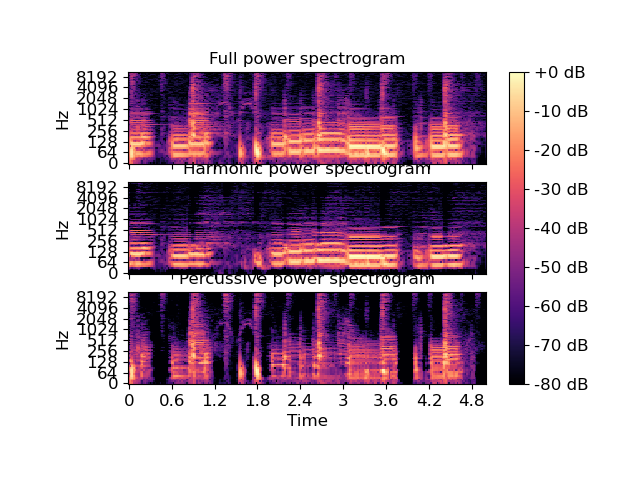 Full power spectrogram
8192
4096
2048
1024
512
256
128
64
0
Hz
Harmonic power spectrogram
8192
4096
2048
1024
512
256
128
64
0
Hz
Percussive power spectrogram
8192
4096
2048
1024
512
256
128
64
0
Hz
0 0.6 1.2 1.8 2.4 3 3.6 4.2 4.8
Time
+0 dB
-10 dB
-20 dB
-30 dB
-40 dB
-50 dB
-60 dB
-70 dB
-80 dB